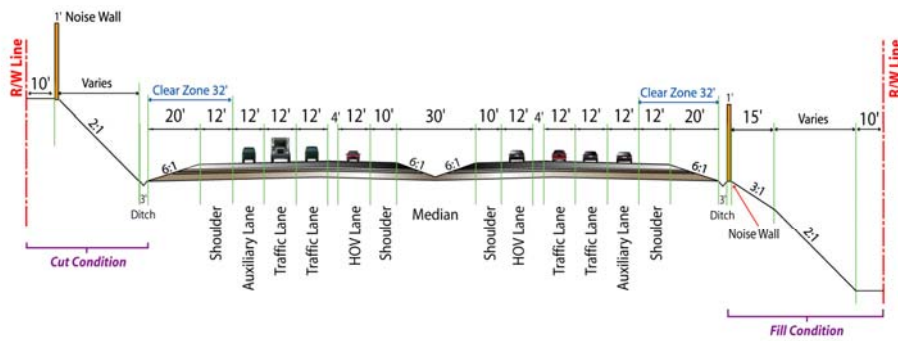 1' Noise Wall
R/W Line
10'
Varies
2:1
3'
Ditch
Cut Condition
Clear Zone 32'
20'
12'
12'
12'
12'
4'
12'
10'
30'
10'
12'
4'
12'
12'
12'
12'
20'
Clear Zone 32'
6:1
6:1
6:1
6:1
Shoulder
Auxiliary Lane
Traffic Lane
Traffic Lane
HOV Lane
Shoulder
Median
Shoulder
HOV Lane
Traffic Lane
Traffic Lane
Auxiliary Lane
Shoulder
3'
Ditch
1'
15'
Varies
10'
R/W Line
3:1
2:1
Noise Wall
Fill Condition